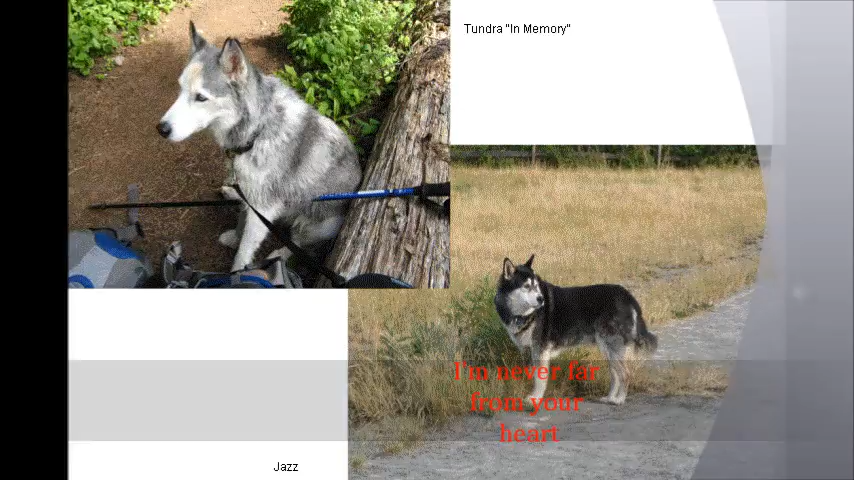 Tundra "In Memory"
I'm never far
from your
heart
Jazz